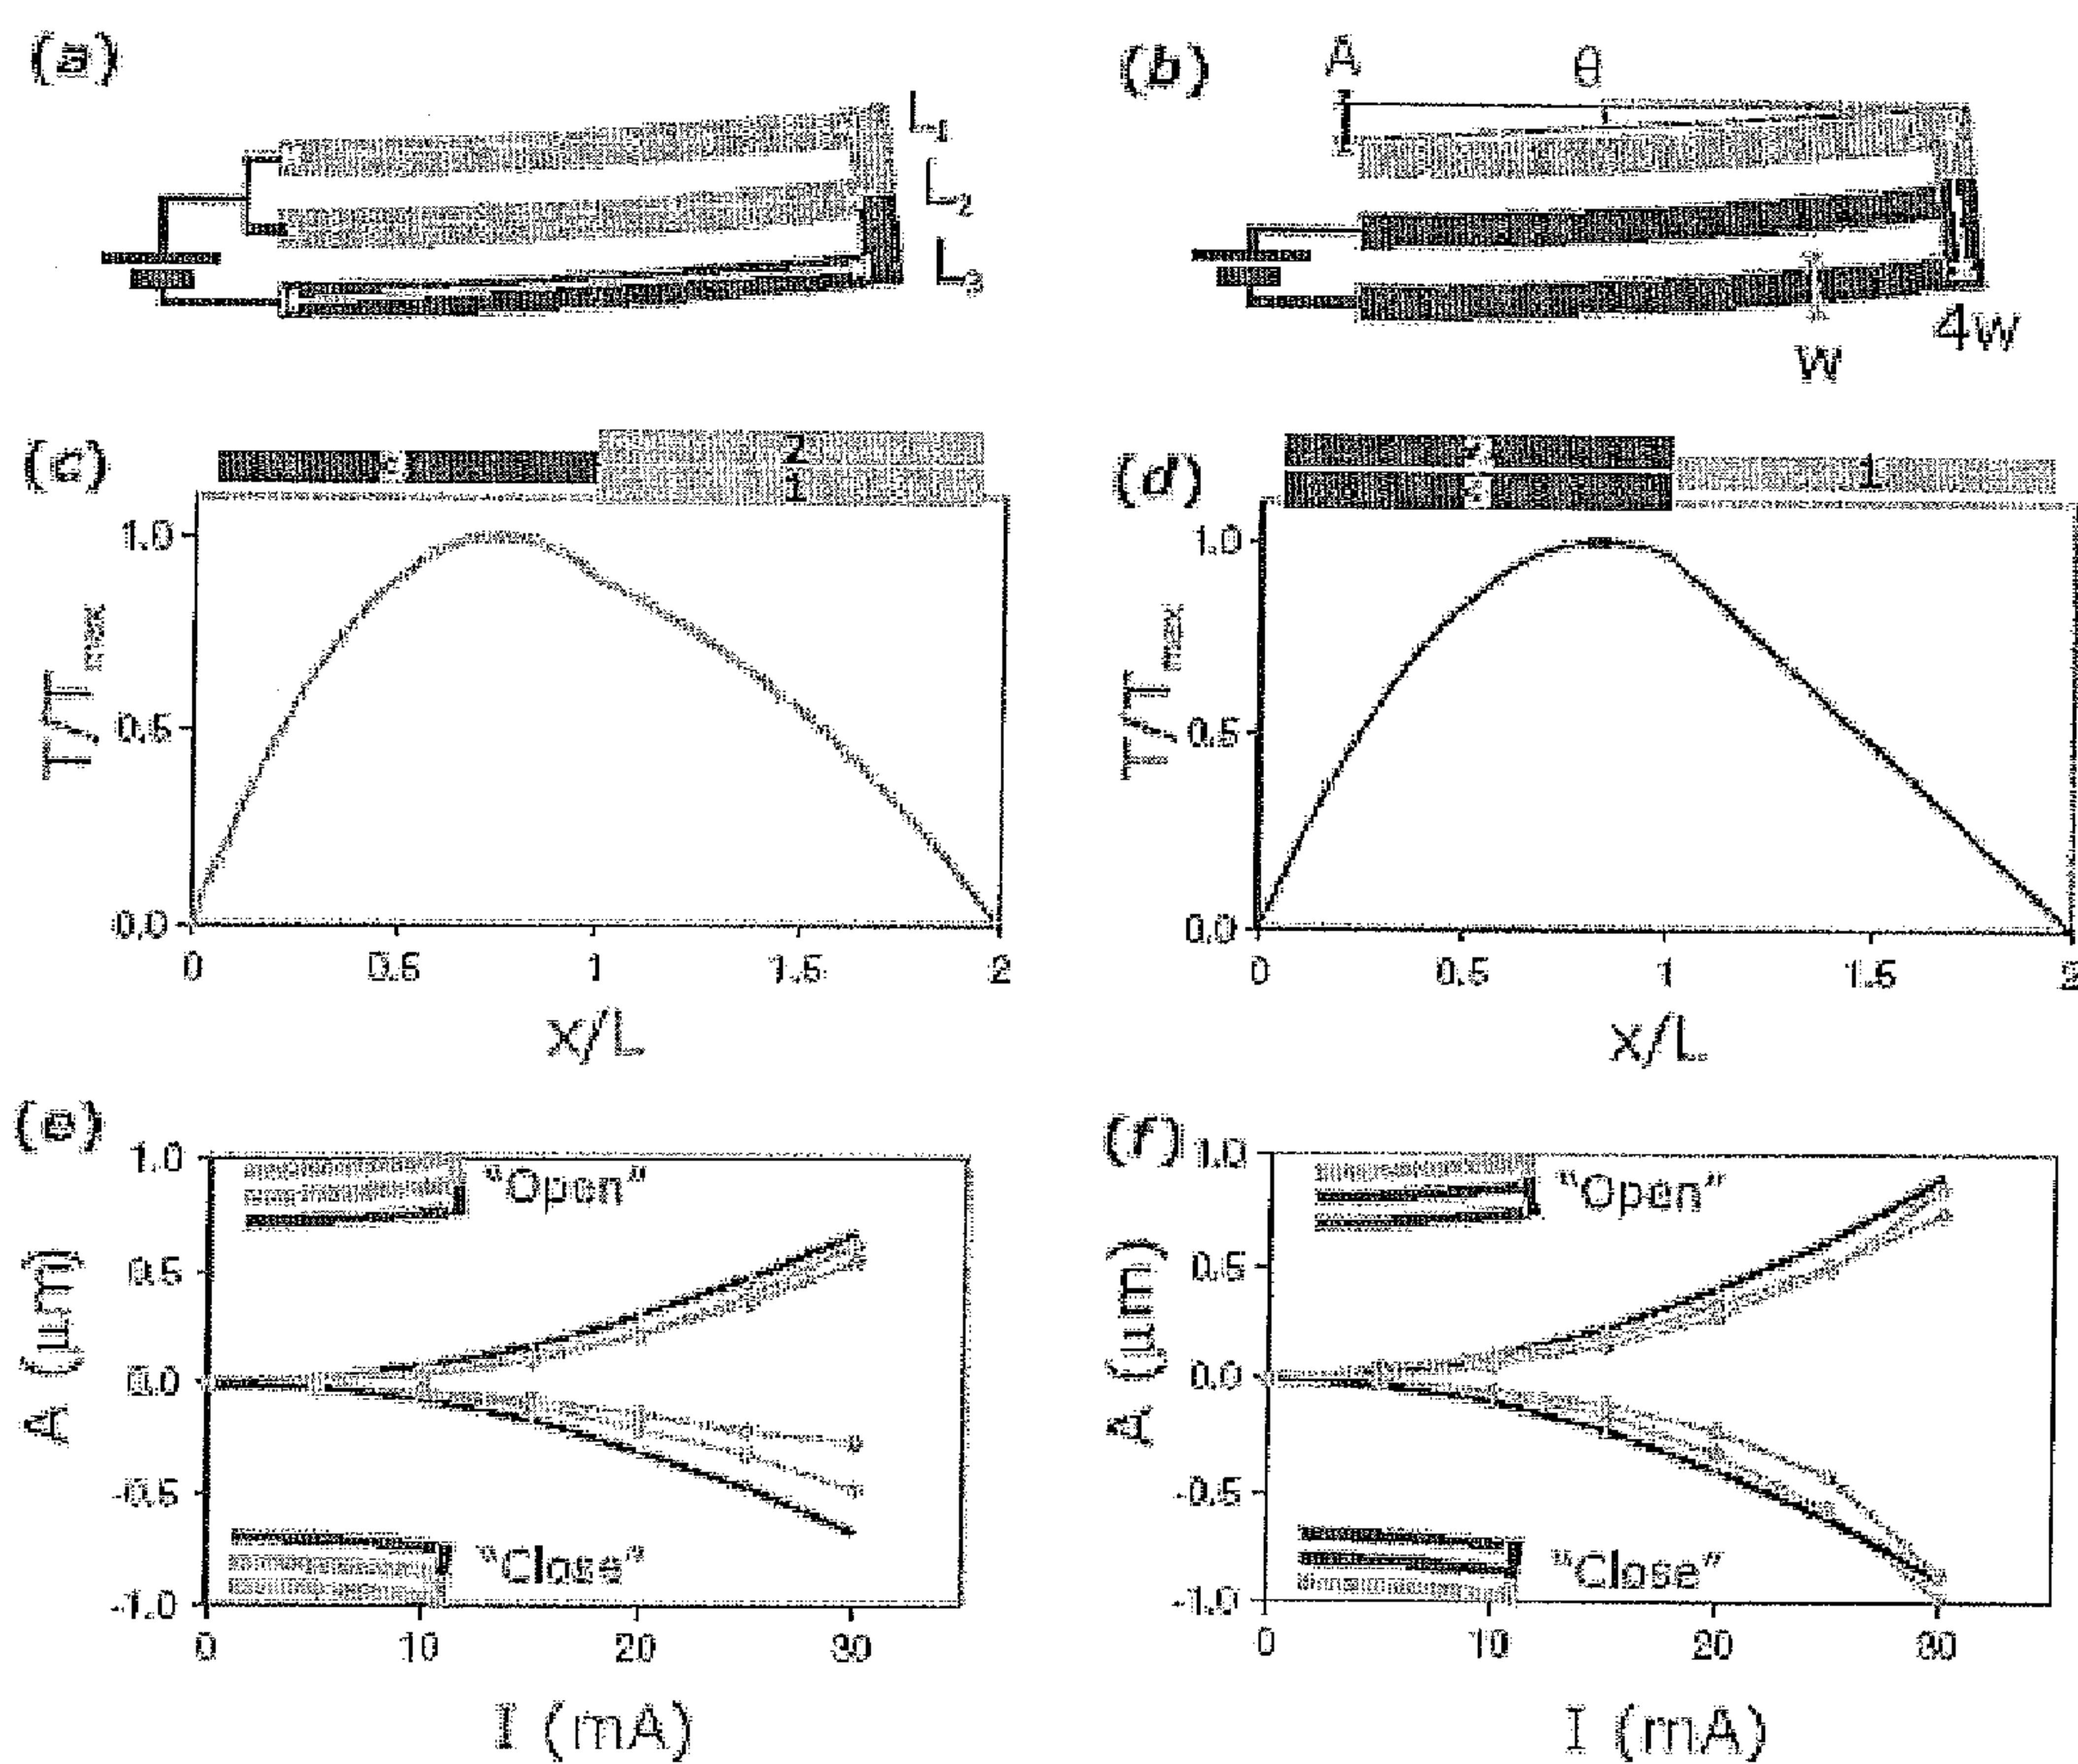 (a)
L1
L2
L3
(b)
A
θ
W
4W
(c)
2
1
1.0
0.5
0.0
T/Tmax
0
0.5
1
1.5
2
x/L
(d)
1
1.0
0.5
0.0
T/Tmax
0
0.5
1
1.5
2
x/L
(e)
1.0
0.5
0.0
-0.5
-1.0
A (μm)
"Open"
"Close"
0
10
20
30
I (mA)
(f)
1.0
0.5
0.0
-0.5
-1.0
A (μm)
"Open"
"Close"
0
10
20
30
I (mA)